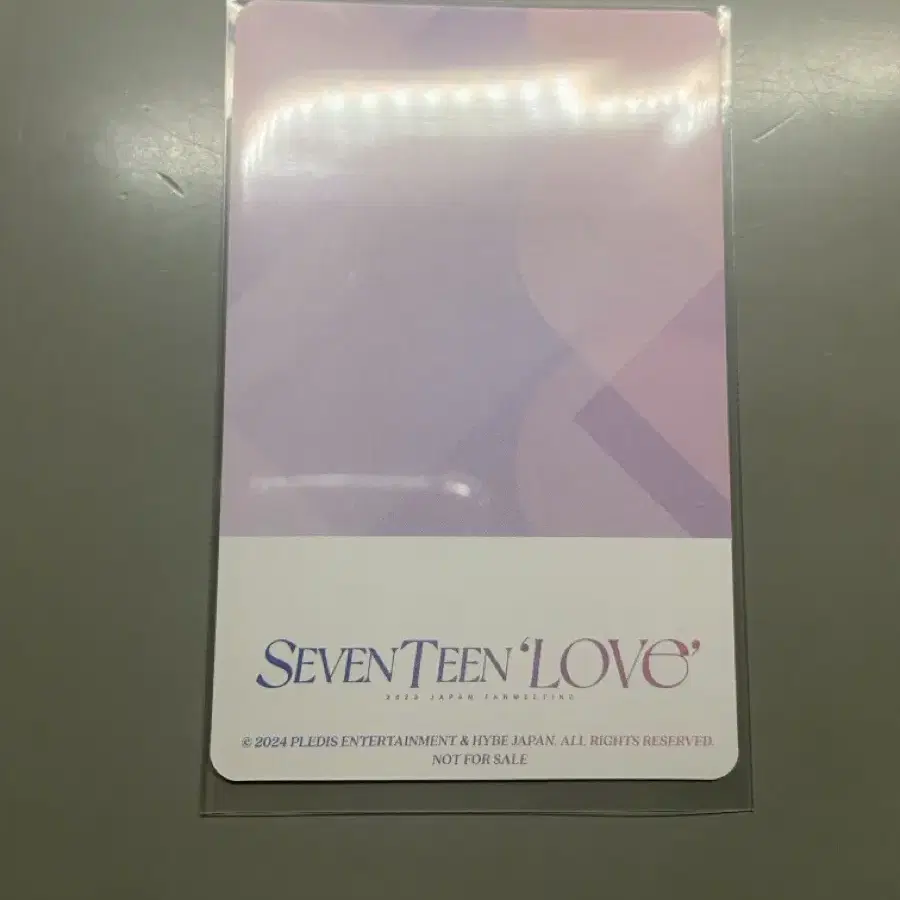 SEVENTEEN ‘LOVE’
2023 JAPAN FANMEETING
© 2024 PLEDIS ENTERTAINMENT & HYBE JAPAN. ALL RIGHTS RESERVED.
NOT FOR SALE